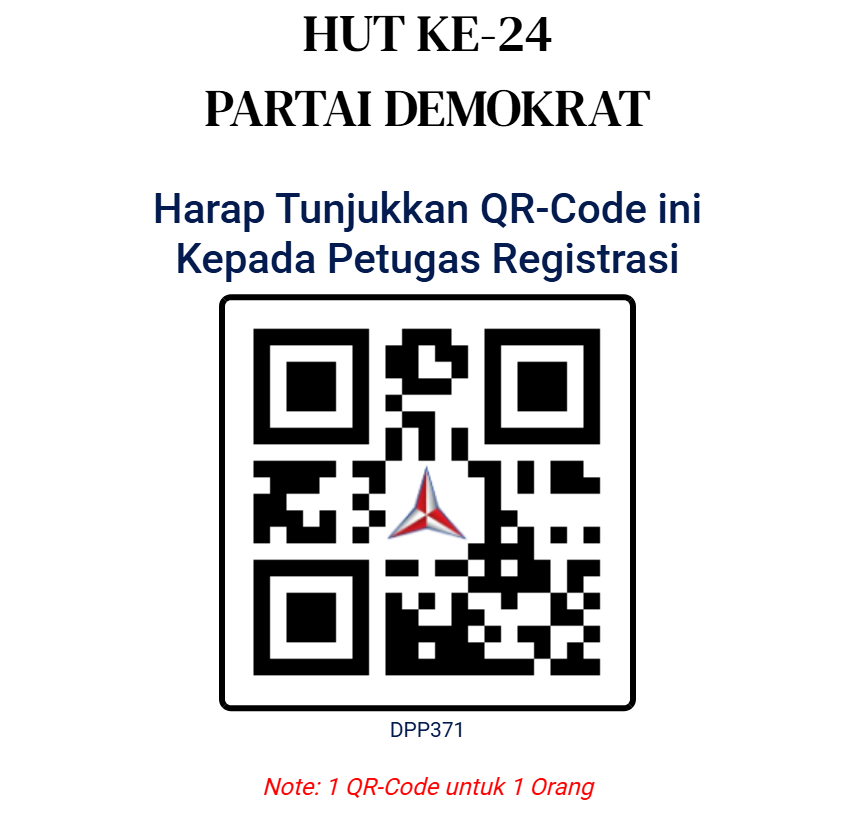 HUT KE-24
PARTAI DEMOKRAT
Harap Tunjukkan QR-Code ini
Kepada Petugas Registrasi
DPP371
Note: 1 QR-Code untuk 1 Orang